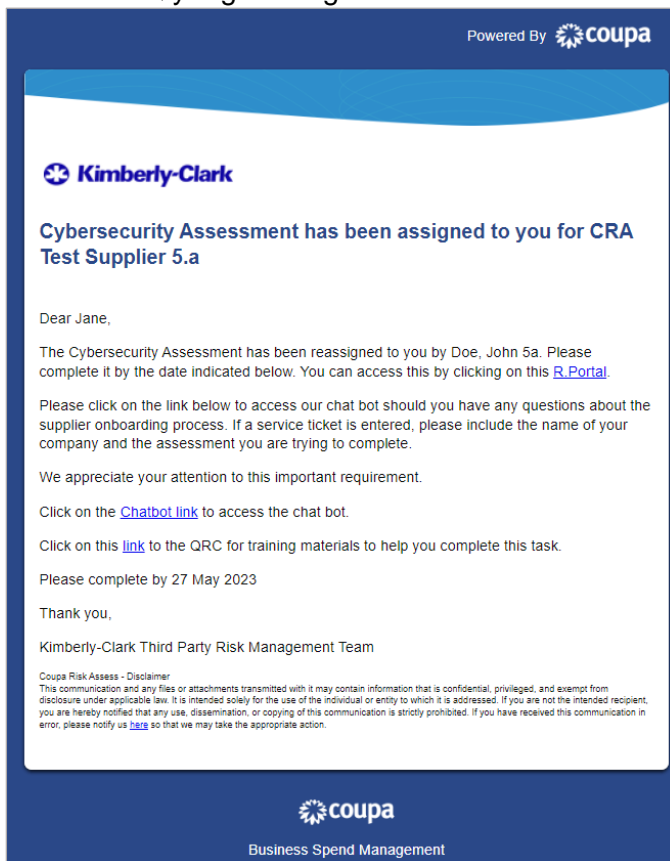 Powered By coupa
Kimberly-Clark
Cybersecurity Assessment has been assigned to you for CRA
Test Supplier 5.a
Dear Jane,
The Cybersecurity Assessment has been reassigned to you by Doe, John 5a. Please
complete it by the date indicated below. You can access this by clicking on this R.Portal.
Please click on the link below to access our chat bot should you have any questions about the
supplier onboarding process. If a service ticket is entered, please include the name of your
company and the assessment you are trying to complete.
We appreciate your attention to this important requirement.
Click on the Chatbot link to access the chat bot.
Click on this link to the QRC for training materials to help you complete this task.
Please complete by 27 May 2023
Thank you,
Kimberly-Clark Third Party Risk Management Team
Coupa Risk Assess - Disclaimer
This communication and any files or attachments transmitted with it may contain information that is confidential, privileged, and exempt from
disclosure under applicable law. It is intended solely for the use of the individual or entity to which it is addressed. If you are not the intended recipient,
you are hereby notified that any use, dissemination, or copying of this communication is strictly prohibited. If you have received this communication in
error, please notify us here so that we may take the appropriate action.
coupa
Business Spend Management